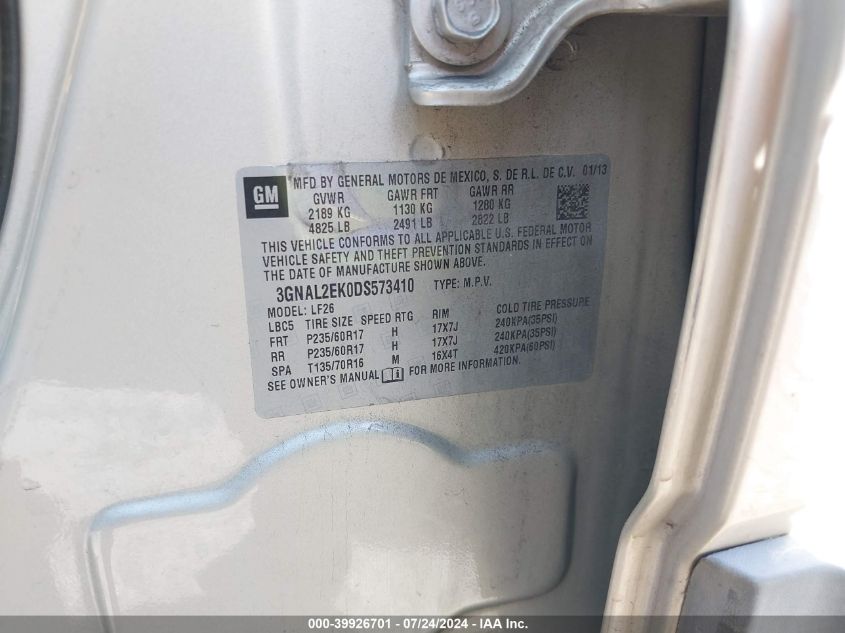 GM
MFD BY GENERAL MOTORS DE MEXICO, S. DE R.L. DE C.V. 01/13
GVWR GAWR FRT GAWR RR
2189 KG 1130 KG 1280 KG
4825 LB 2491 LB 2822 LB
THIS VEHICLE CONFORMS TO ALL APPLICABLE U.S. FEDERAL MOTOR
VEHICLE SAFETY AND THEFT PREVENTION STANDARDS IN EFFECT ON
THE DATE OF MANUFACTURE SHOWN ABOVE.
3GNAL2EK0DS573410 TYPE: M.P.V.
MODEL: LF26
LBC5 TIRE SIZE SPEED RTG RIM COLD TIRE PRESSURE
FRT P235/60R17 H 17X7J 240KPA(35PSI)
RR P235/60R17 H 17X7J 240KPA(35PSI)
SPA T135/70R16 M 16X4T 420KPA(60PSI)
SEE OWNER'S MANUAL FOR MORE INFORMATION.
000-39926701 - 07/24/2024 - IAA Inc.